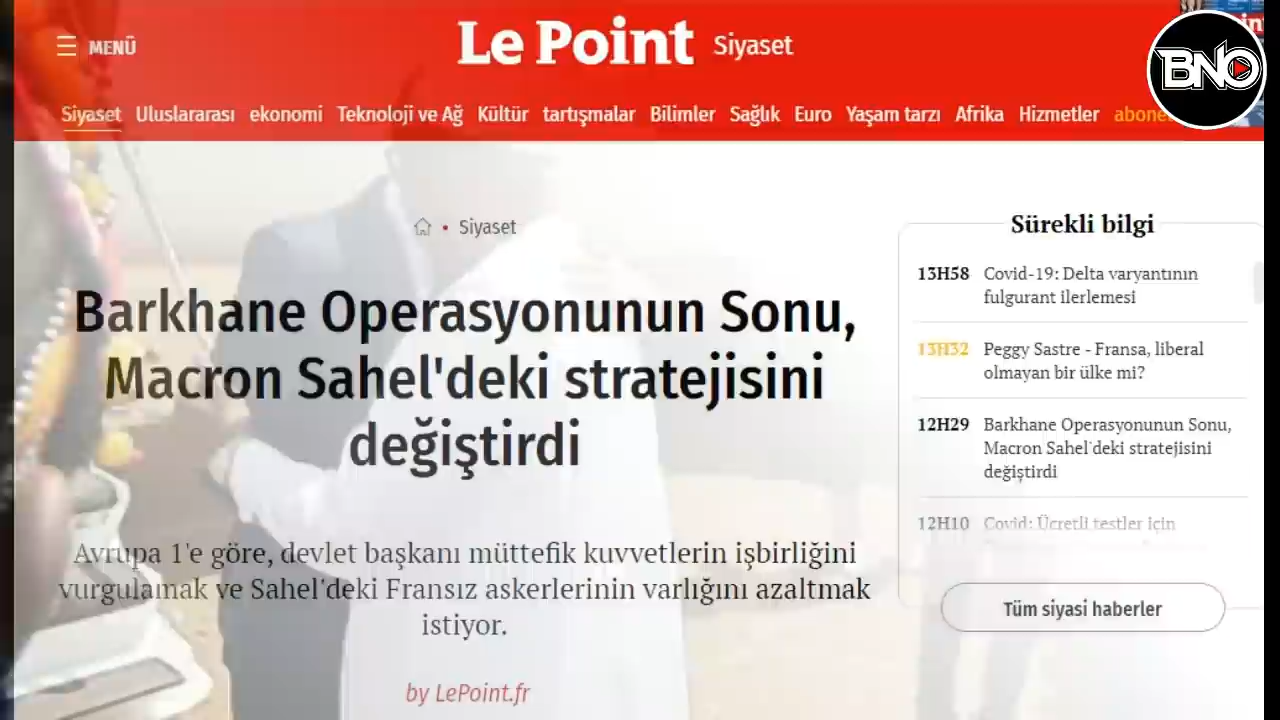 MENÜ
Le Point Siyaset
BNO
Siyaset Uluslararası ekonomi Teknoloji ve Ağ Kültür tartışmalar Bilimler Sağlık Euro Yaşam tarzı Afrika Hizmetler
Siyaset
Barkhane Operasyonunun Sonu,
Macron Sahel'deki stratejisini
değiştirdi
Avrupa 1'e göre, devlet başkanı müttefik kuvvetlerin işbirliğini
vurgulamak ve Sahel'deki Fransız askerlerinin varlığını azaltmak
istiyor.
by LePoint.fr
Sürekli bilgi
13H58 Covid-19: Delta varyantının
fulgurant ilerlemesi
13H32 Peggy Sastre - Fransa, liberal
olmayan bir ülke mi?
12H29 Barkhane Operasyonunun Sonu,
Macron Sahel'deki stratejisini
değiştirdi
12H10 Covid: Ücretli testler için
Tüm siyasi haberler